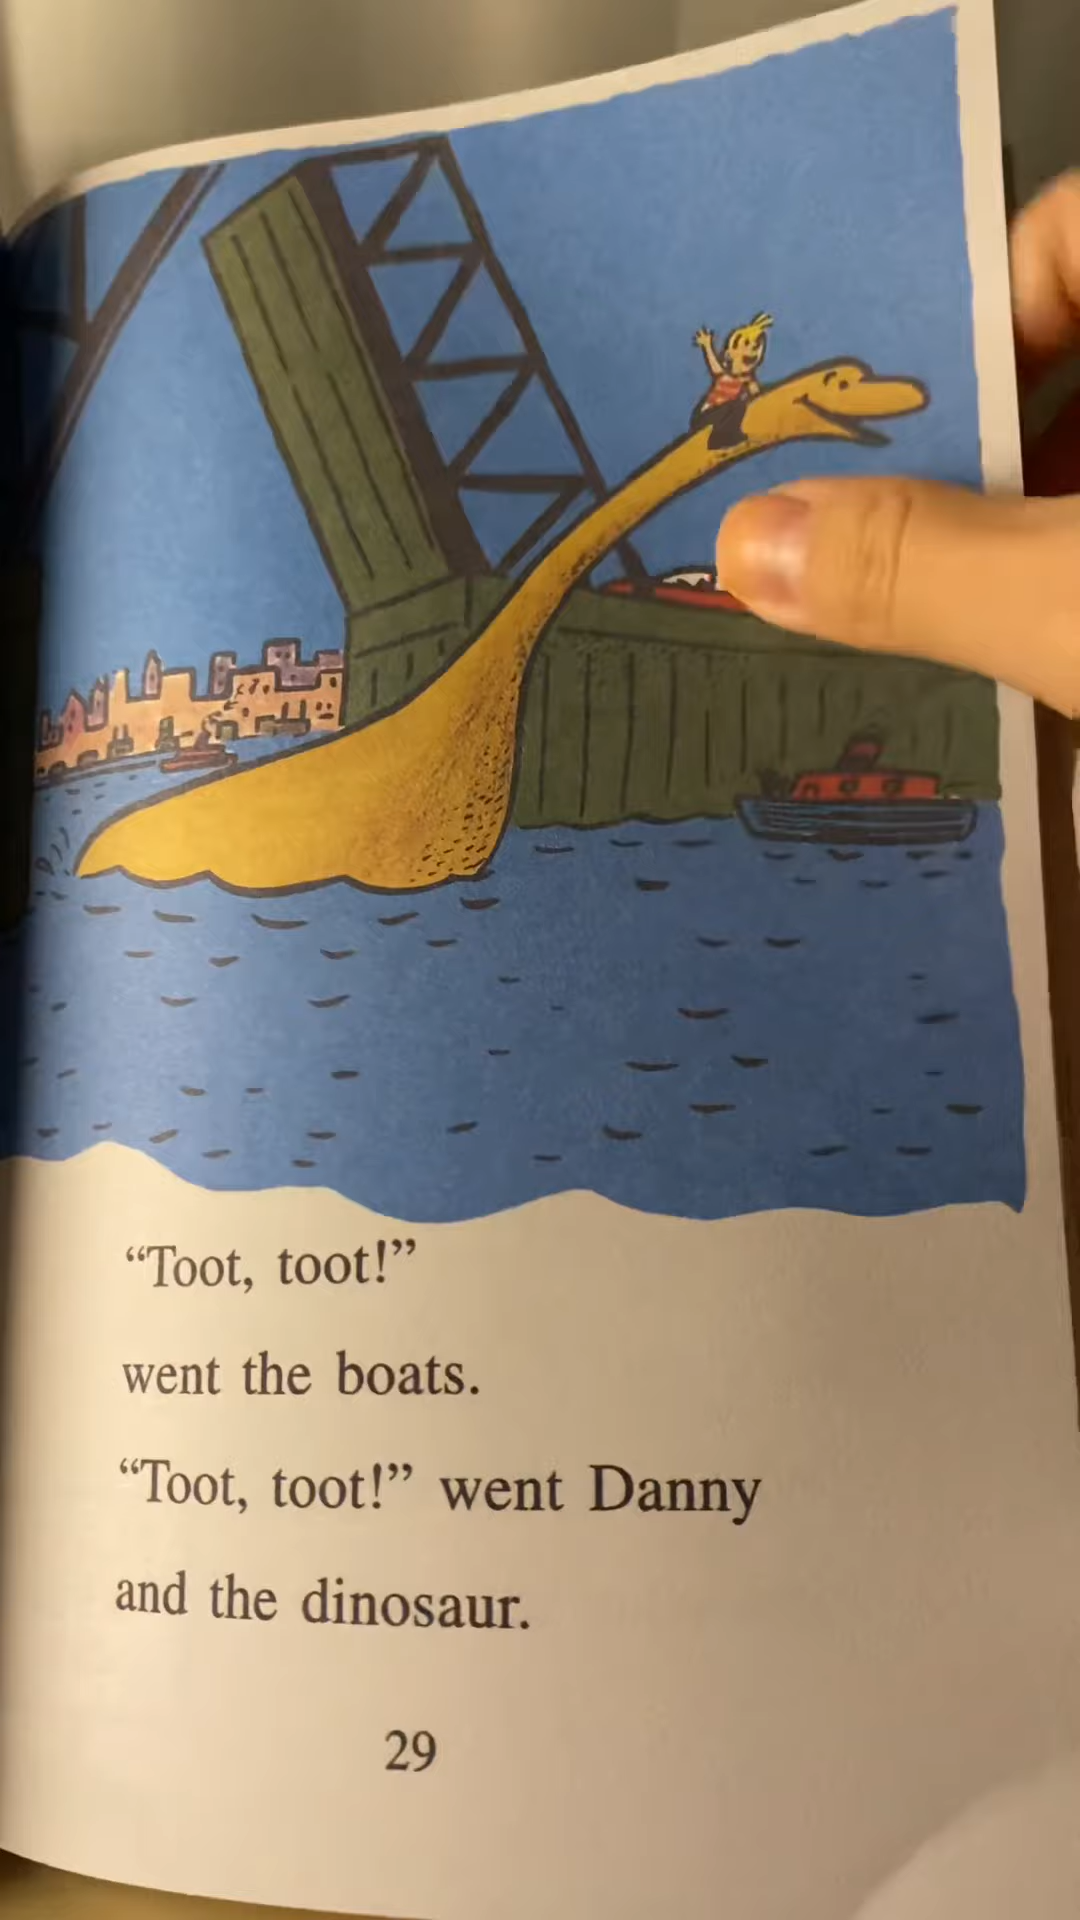 “Toot, toot!”
went the boats.
“Toot, toot!” went Danny
and the dinosaur.
29